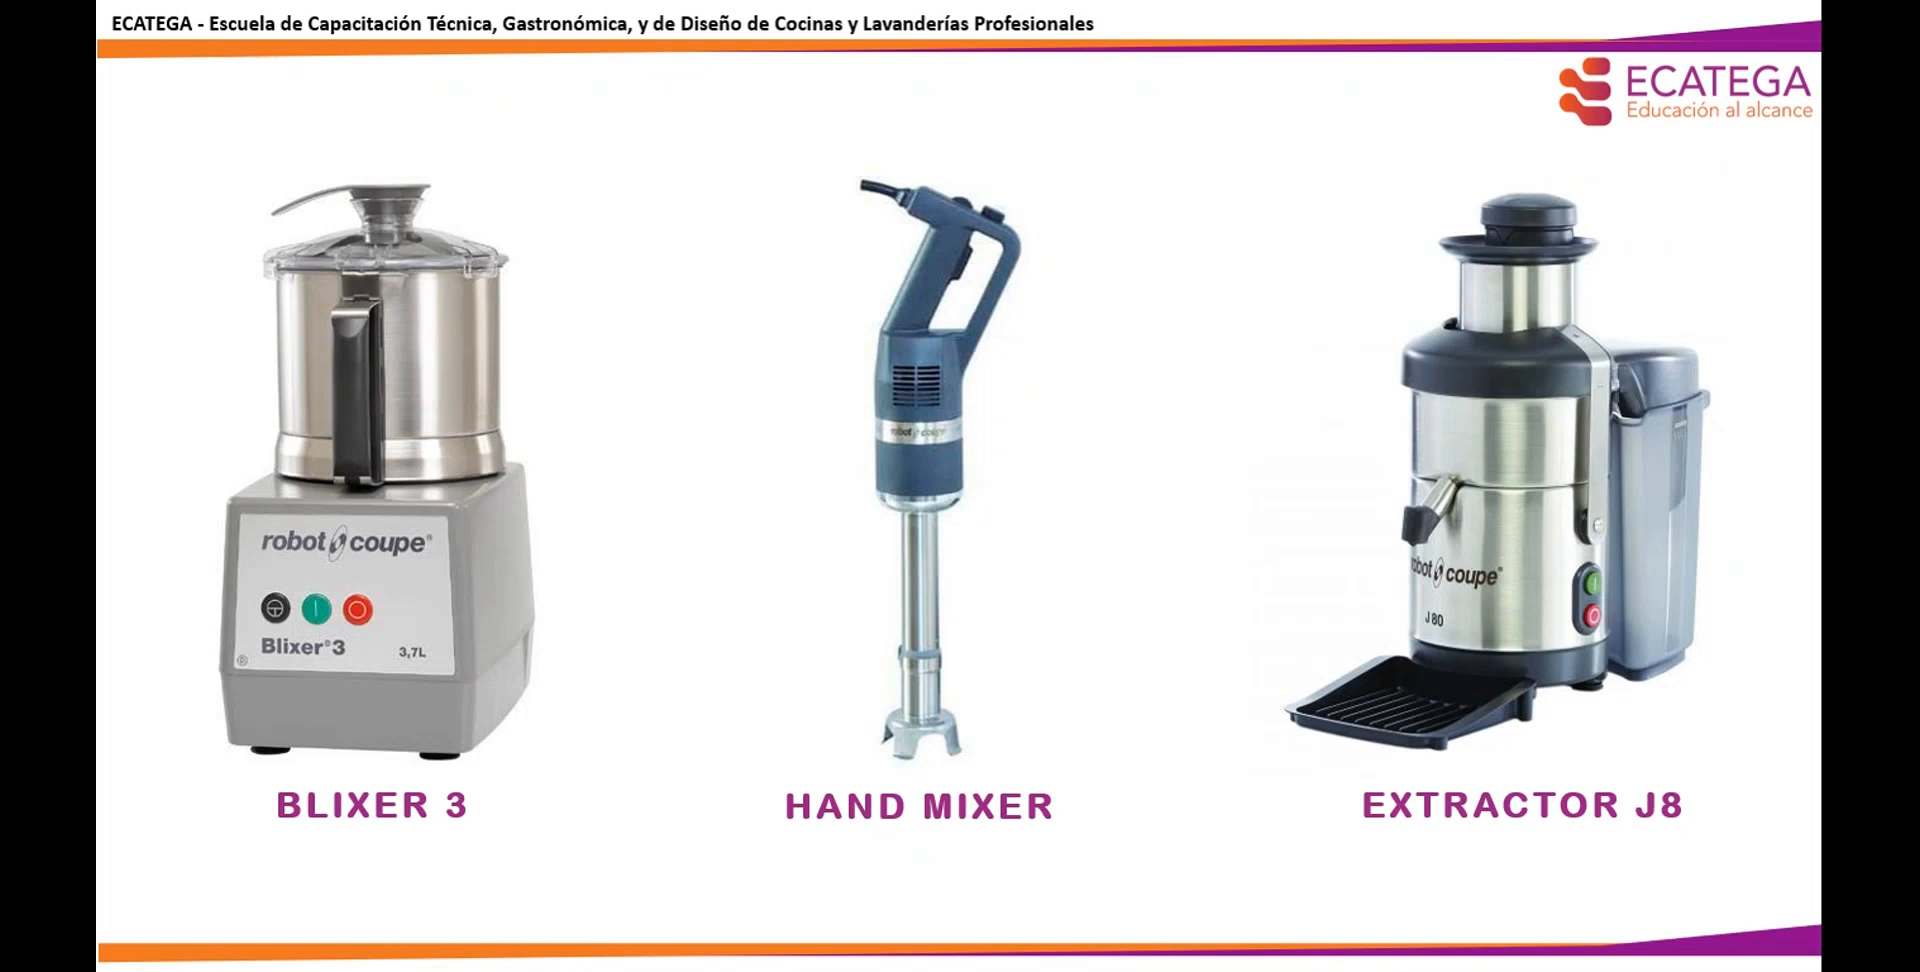 ECATEGA - Escuela de Capacitación Técnica, Gastronómica, y de Diseño de Cocinas y Lavanderías Profesionales
ECATEGA
Educación al alcance
robot coupe®
Blixer®3 3,7L
robot coupe
robot coupe®
J80
BLIXER 3
HAND MIXER
EXTRACTOR J8